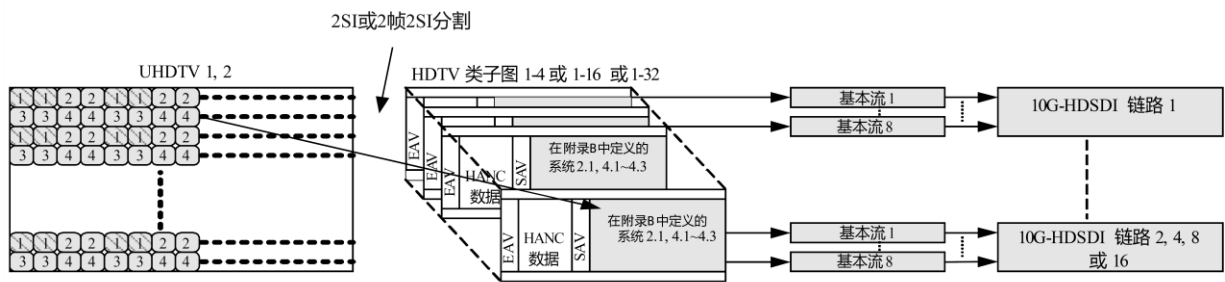 2SI或2帧2SI分割
UHDTV 1, 2
HDTV 类子图 1-4 或 1-16 或 1-32
1 1 2 2 1 1 2 2
3 3 4 4 3 3 4 4
1 1 2 2 1 1 2 2
3 3 4 4 3 3 4 4
1 1 2 2 1 1 2 2
3 3 4 4 3 3 4 4
EAV
EAV
EAV
HANC
数据
SAV
在附录B中定义的
系统 2.1, 4.1~4.3
EAV
HANC
数据
SAV
在附录B中定义的
系统 2.1, 4.1~4.3
基本流 1
基本流 8
10G-HDSDI 链路 1
基本流 1
基本流 8
10G-HDSDI 链路 2, 4, 8
或 16